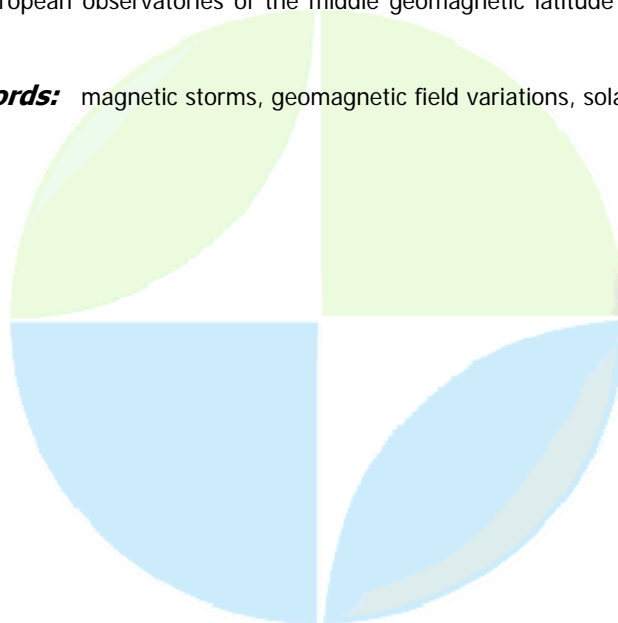 ropean observatories of the middle geomagnetic latitude
ords: magnetic storms, geomagnetic field variations, sola